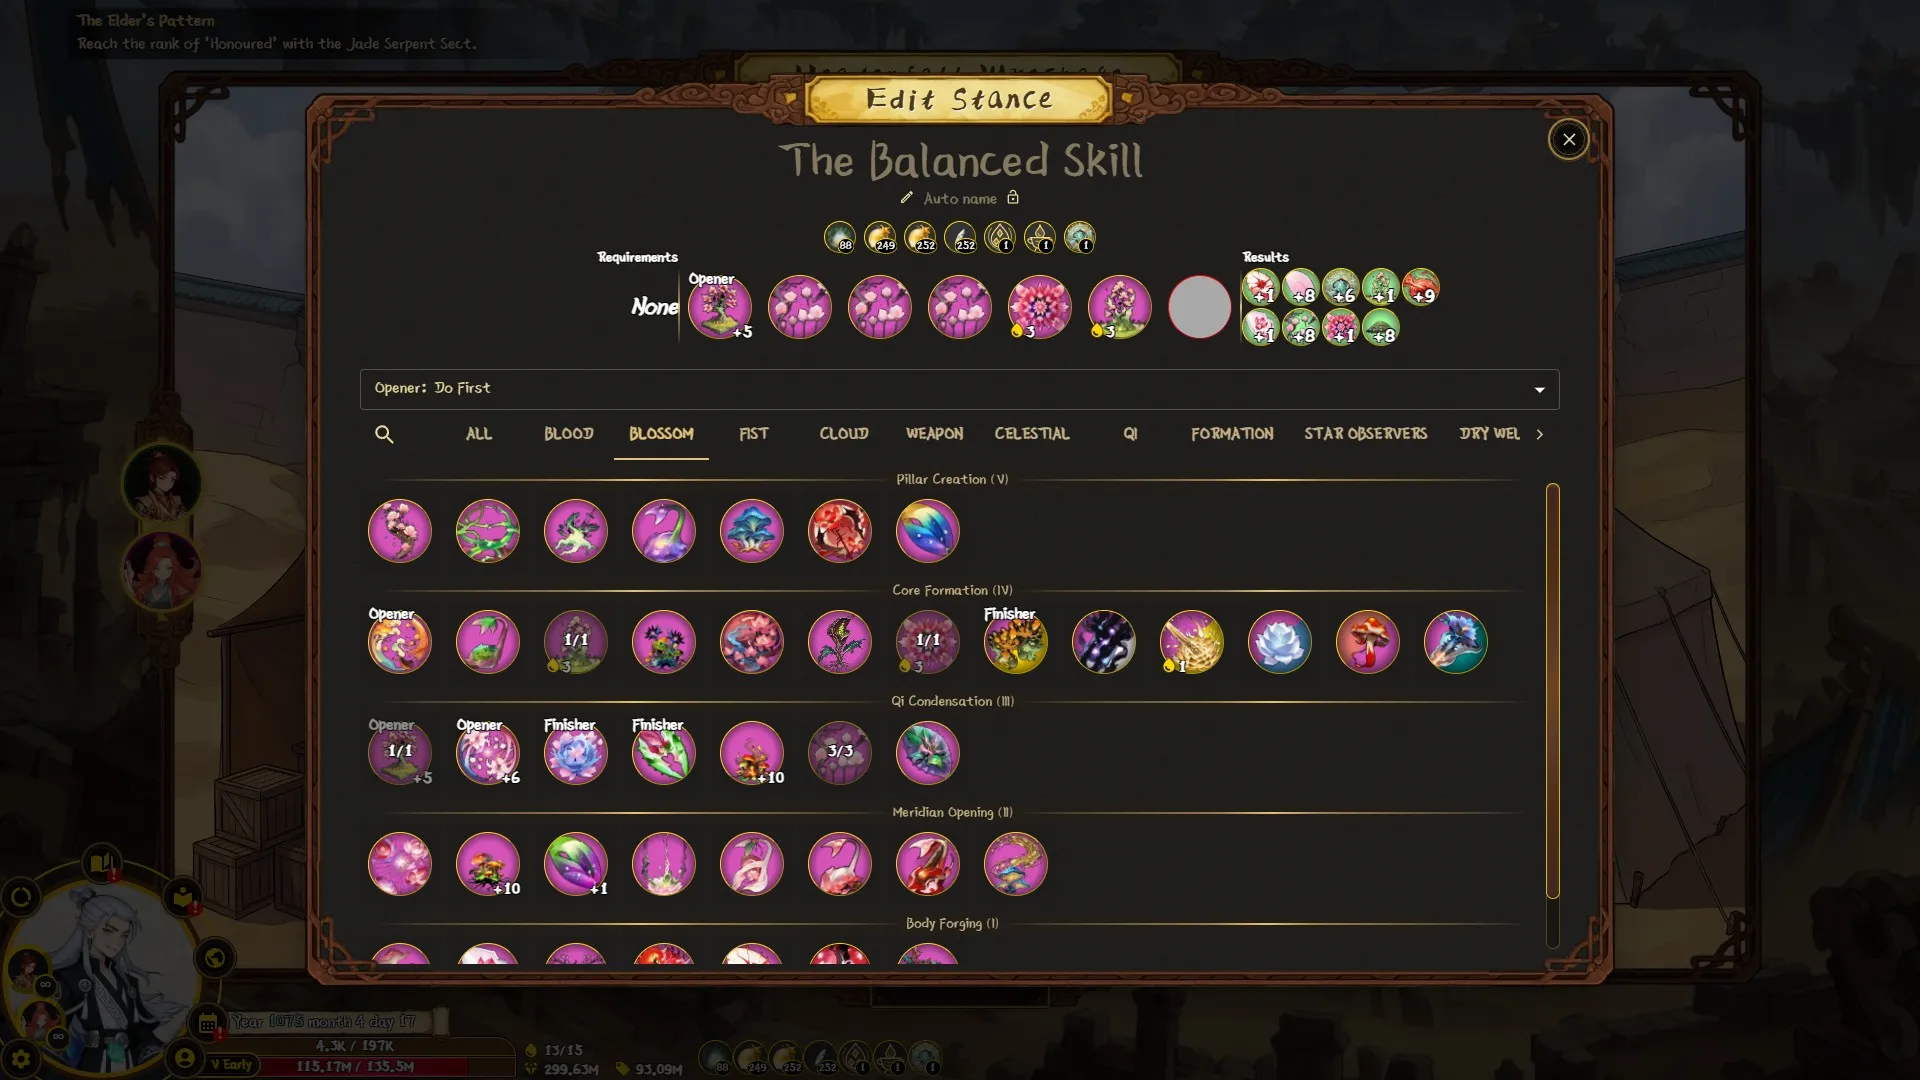 The Elder's Pattern
Reach the rank of 'Honoured' with the Jade Serpent Sect.
Edit Stance
The Balanced Skill
Auto name
88 249 252 252 1 1 1
Requirements
Results
None
Opener
+5
3
3
+1 +8 +6 +1 +9
+1 +8 +1 +8
Opener: Do First
ALL BLOOD BLOSSOM FIST CLOUD WEAPON CELESTIAL QI FORMATION STAR OBSERVERS DRY WEL
Pillar Creation (V)
Core Formation (IV)
Opener
1/1
3
1/1
3
Finisher
1
Qi Condensation (III)
Opener
1/1
+5
Opener
+6
Finisher
Finisher
+10
3/3
Meridian Opening (II)
+10
+1
Body Forging (I)
Year 1075 month 4 day 17
4.3K / 197K
V Early
115.17M / 135.5M
13/15
299.63M
93.09M
88 249 252 252 1 1 1